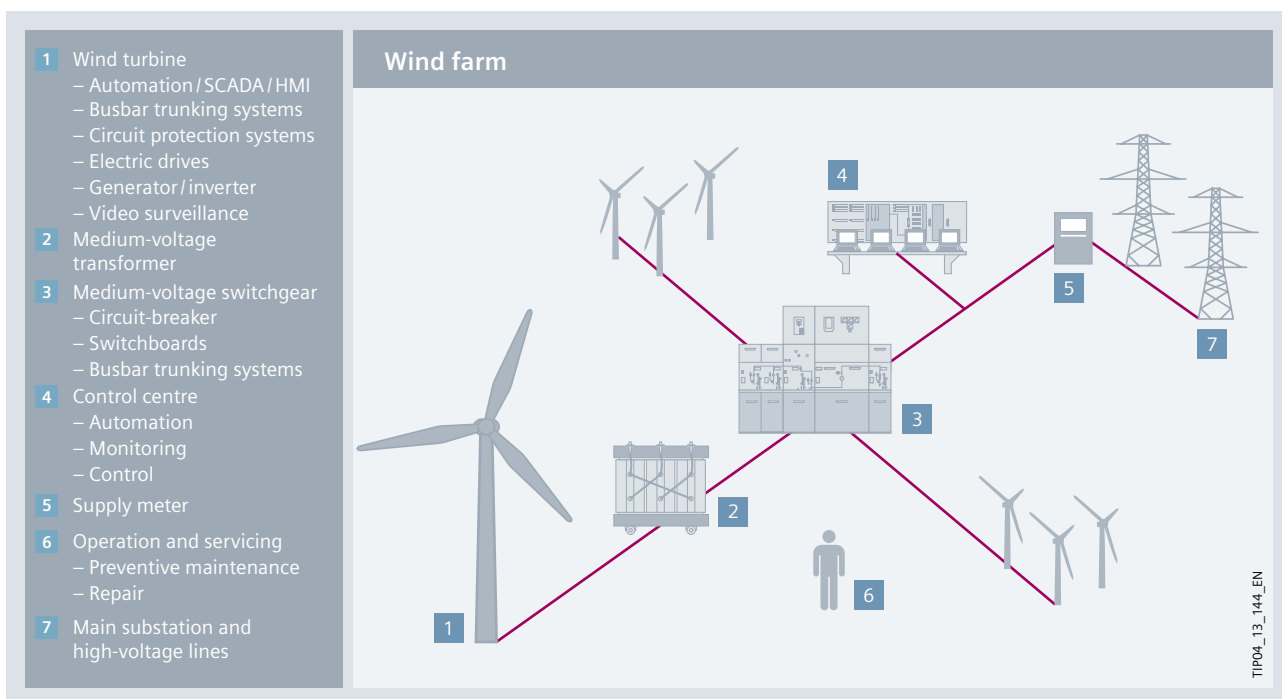 1 Wind turbine
– Automation / SCADA / HMI
– Busbar trunking systems
– Circuit protection systems
– Electric drives
– Generator / inverter
– Video surveillance
2 Medium-voltage
transformer
3 Medium-voltage switchgear
– Circuit-breaker
– Switchboards
– Busbar trunking systems
4 Control centre
– Automation
– Monitoring
– Control
5 Supply meter
6 Operation and servicing
– Preventive maintenance
– Repair
7 Main substation and
high-voltage lines
Wind farm
4
5
7
3
2
6
1
TIP04_13_144_EN